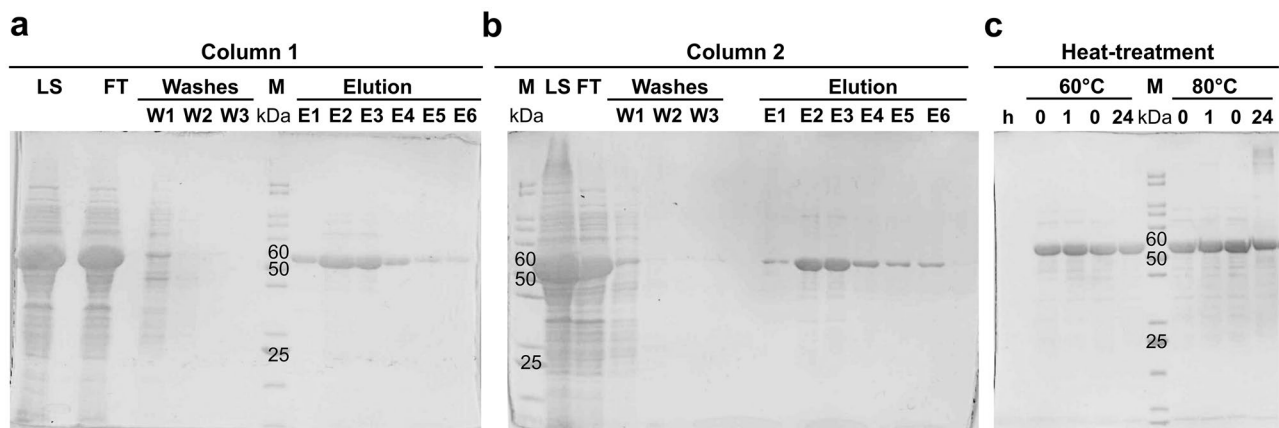 a
Column 1
LS FT Washes M Elution
W1 W2 W3 kDa E1 E2 E3 E4 E5 E6
60
50
25
b
Column 2
M LS FT Washes Elution
kDa W1 W2 W3 E1 E2 E3 E4 E5 E6
60
50
25
c
Heat-treatment
60°C M 80°C
h 0 1 0 24 kDa 0 1 0 24
60
50
25